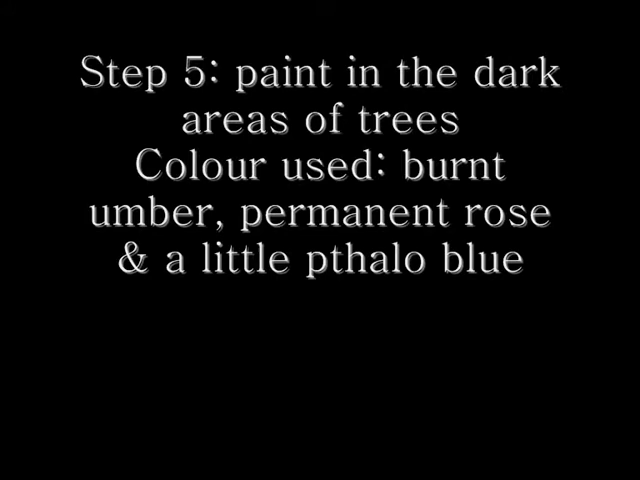 Step 5: paint in the dark
areas of trees
Colour used: burnt
umber, permanent rose
& a little pthalo blue